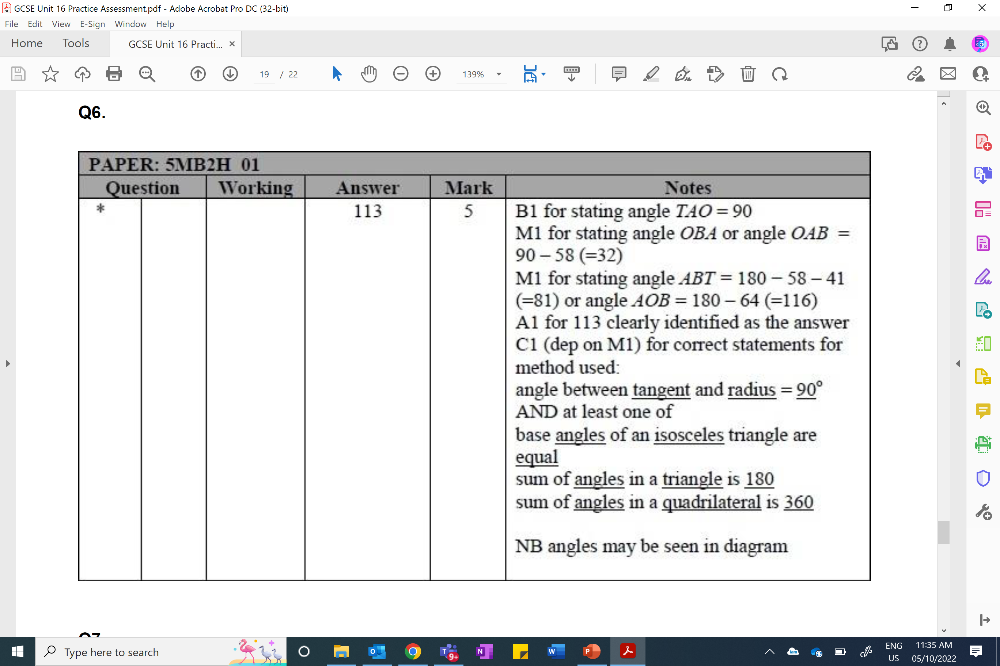 GCSE Unit 16 Practice Assessment.pdf - Adobe Acrobat Pro DC (32-bit)
File Edit View E-Sign Window Help
Home Tools GCSE Unit 16 Practi... ×
19 / 22 139%
Q6.
PAPER: 5MB2H 01
Question Working Answer Mark Notes
* 113 5 B1 for stating angle TAO = 90
M1 for stating angle OBA or angle OAB =
90 – 58 (=32)
M1 for stating angle ABT = 180 – 58 – 41
(=81) or angle AOB = 180 – 64 (=116)
A1 for 113 clearly identified as the answer
C1 (dep on M1) for correct statements for
method used:
angle between tangent and radius = 90°
AND at least one of
base angles of an isosceles triangle are
equal
sum of angles in a triangle is 180
sum of angles in a quadrilateral is 360
NB angles may be seen in diagram
Type here to search
9+
iam
ENG
US
11:35 AM
05/10/2022